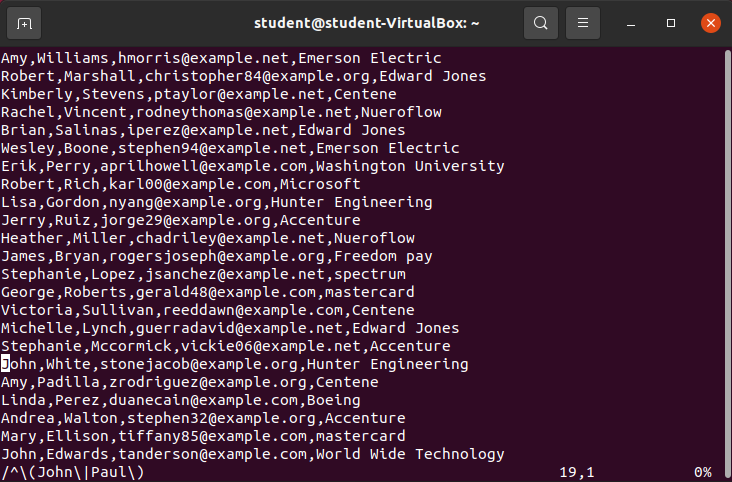 student@student-VirtualBox: ~
Amy,Williams,hmorris@example.net,Emerson Electric
Robert,Marshall,christopher84@example.org,Edward Jones
Kimberly,Stevens,ptaylor@example.net,Centene
Rachel,Vincent,rodneythomas@example.net,Nueroflow
Brian,Salinas,iperez@example.net,Edward Jones
Wesley,Boone,stephen94@example.net,Emerson Electric
Erik,Perry,aprilhowell@example.com,Washington University
Robert,Rich,karl00@example.com,Microsoft
Lisa,Gordon,nyang@example.org,Hunter Engineering
Jerry,Ruiz,jorge29@example.org,Accenture
Heather,Miller,chadriley@example.net,Nueroflow
James,Bryan,rogersjoseph@example.org,Freedom pay
Stephanie,Lopez,jsanchez@example.net,spectrum
George,Roberts,gerald48@example.com,mastercard
Victoria,Sullivan,reeddawn@example.com,Centene
Michelle,Lynch,guerradavid@example.net,Edward Jones
Stephanie,Mccormick,vickie06@example.net,Accenture
John,White,stonejacob@example.org,Hunter Engineering
Amy,Padilla,zrodriguez@example.org,Centene
Linda,Perez,duanecain@example.com,Boeing
Andrea,Walton,stephen32@example.org,Accenture
Mary,Ellison,tiffany85@example.com,mastercard
John,Edwards,tanderson@example.com,World Wide Technology
/^\(John\|Paul\) 19,1 0%